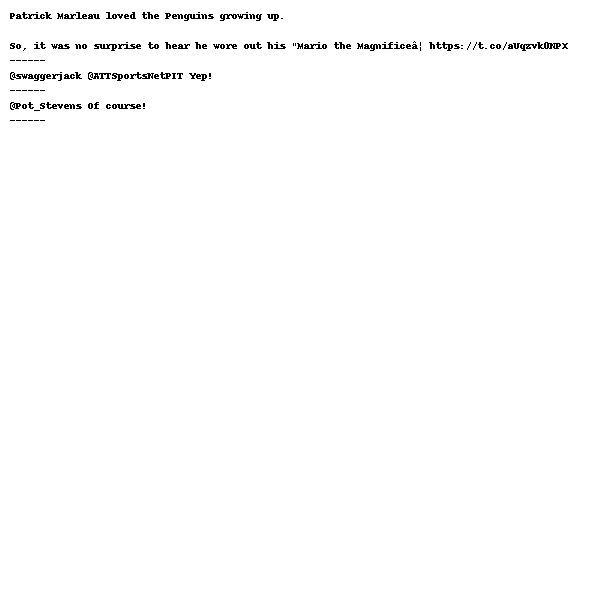 Patrick Marleau loved the Penguins growing up.
So, it was no surprise to hear he wore out his "Mario the Magnificeâ¦ https://t.co/aUqzvk0NPX
------
@swaggerjack @ATTSportsNetPIT Yep!
------
@Pot_Stevens Of course!
------